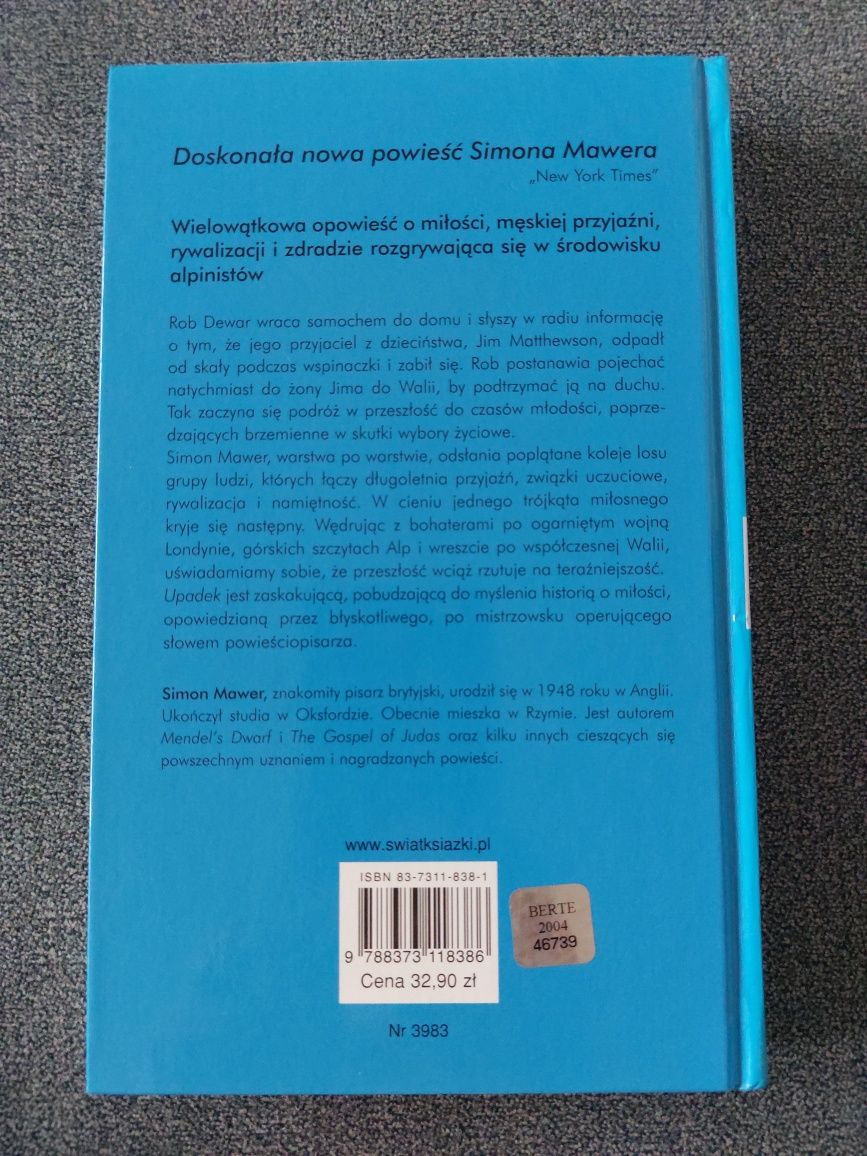 Doskonała nowa powieść Simona Mawera
„New York Times”
Wielowątkowa opowieść o miłości, męskiej przyjaźni,
rywalizacji i zdradzie rozgrywająca się w środowisku
alpinistów
Rob Dewar wraca samochem do domu i słyszy w radiu informację
o tym, że jego przyjaciel z dzieciństwa, Jim Matthewson, odpadł
od skały podczas wspinaczki i zabił się. Rob postanawia pojechać
natychmiast do żony Jima do Walii, by podtrzymać ją na duchu.
Tak zaczyna się podróż w przeszłość do czasów młodości, poprze-
dzających brzemienne w skutki wybory życiowe.
Simon Mawer, warstwa po warstwie, odsłania poplątane koleje losu
grupy ludzi, których łączy długoletnia przyjaźń, związki uczuciowe,
rywalizacja i namiętność. W cieniu jednego trójkąta miłosnego
kryje się następny. Wędrując z bohaterami po ogarniętym wojną
Londynie, górskich szczytach Alp i wreszcie po współczesnej Walii,
uświadamiamy sobie, że przeszłość wciąż rzutuje na teraźniejszość.
Upadek jest zaskakującą, pobudzającą do myślenia historią o miłości,
opowiedzianą przez błyskotliwego, po mistrzowsku operującego
słowem powieściopisarza.
Simon Mawer, znakomity pisarz brytyjski, urodził się w 1948 roku w Anglii.
Ukończył studia w Oksfordzie. Obecnie mieszka w Rzymie. Jest autorem
Mendel's Dwarf i The Gospel of Judas oraz kilku innych cieszących się
powszechnym uznaniem i nagradzanych powieści.
www.swiatksiazki.pl
ISBN 83-7311-838-1
9 788373 118386
Cena 32,90 zł
BERTE
2004
46739
Nr 3983